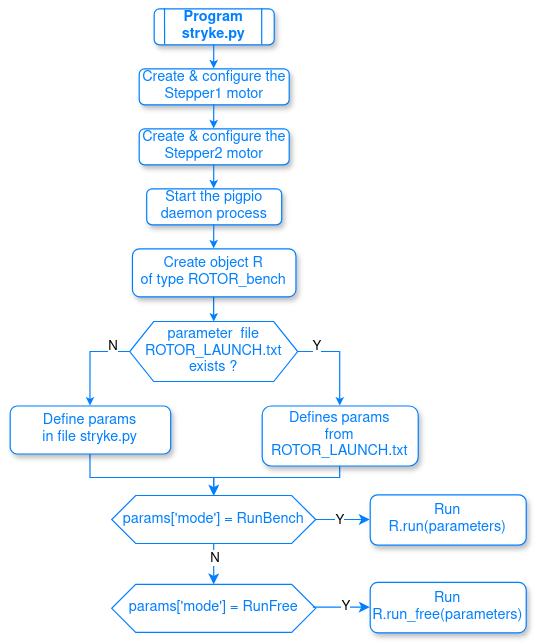 Program
stryke.py
Create & configure the
Stepper1 motor
Create & configure the
Stepper2 motor
Start the pigpio
daemon process
Create object R
of type ROTOR_bench
parameter file
ROTOR_LAUNCH.txt
exists ?
N
Y
Define params
in file stryke.py
Defines params
from
ROTOR_LAUNCH.txt
params['mode'] = RunBench
Y
Run
R.run(parameters)
N
params['mode'] = RunFree
Y
Run
R.run_free(parameters)